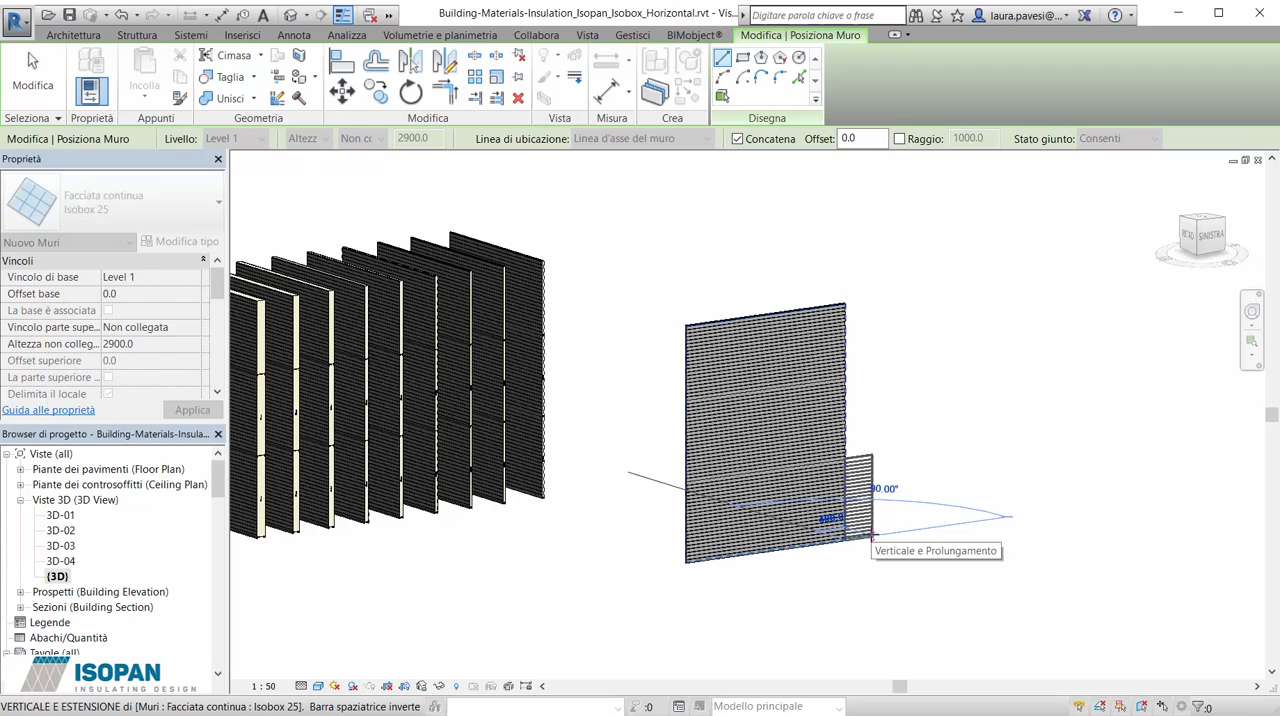 Building-Materials-Insulation_Isopan_Isobox_Horizontal.rvt - Vis...
Digitare parola chiave o frase
laura.pavesi@...
Architettura
Struttura
Sistemi
Inserisci
Annota
Analizza
Volumetrie e planimetria
Collabora
Vista
Gestisci
BIMobject®
Modifica | Posiziona Muro
Modifica
Incolla
Cimasa
Taglia
Unisci
Seleziona
Proprietà
Appunti
Geometria
Modifica
Vista
Misura
Crea
Disegna
Modifica | Posiziona Muro
Livello:
Level 1
Altezz
Non cc
2900.0
Linea di ubicazione:
Linea d'asse del muro
Concatena
Offset:
0.0
Raggio:
1000.0
Stato giunto:
Consenti
Proprietà
Facciata continua
Isobox 25
Nuovo Muri
Modifica tipo
Vincoli
Vincolo di base
Level 1
Offset base
0.0
La base è associata
Vincolo parte supe...
Non collegata
Altezza non colleg...
2900.0
Offset superiore
0.0
La parte superiore ...
Delimita il locale
Guida alle proprietà
Applica
Browser di progetto - Building-Materials-Insula...
Viste (all)
Piante dei pavimenti (Floor Plan)
Piante dei controsoffitti (Ceiling Plan)
Viste 3D (3D View)
3D-01
3D-02
3D-03
3D-04
(3D)
Prospetti (Building Elevation)
Sezioni (Building Section)
Legende
Abachi/Quantità
Tavole (all)
ISOPAN
INSULATING DESIGN
SINISTRA
90.00°
Verticale e Prolungamento
1 : 50
VERTICALE E ESTENSIONE di [Muri : Facciata continua : Isobox 25]. Barra spaziatrice inverte
:0
Modello principale
:0